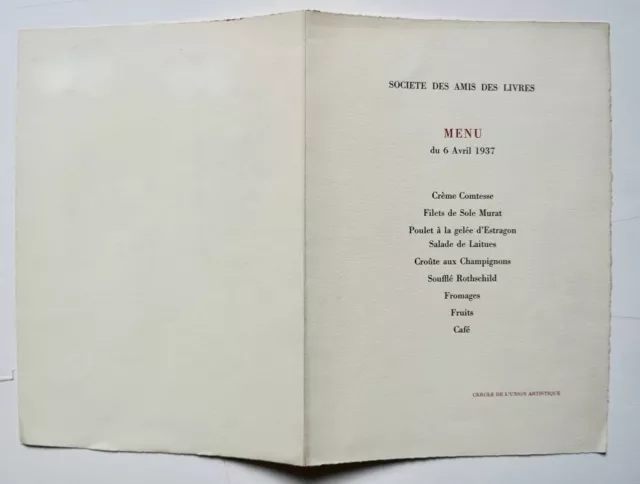 SOCIETE DES AMIS DES LIVRES
MENU
du 6 Avril 1937
Crème Comtesse
Filets de Sole Murat
Poulet à la gelée d'Estragon
Salade de Laitues
Croûte aux Champignons
Soufflé Rothschild
Fromages
Fruits
Café
CERCLE DE L'UNION ARTISTIQUE